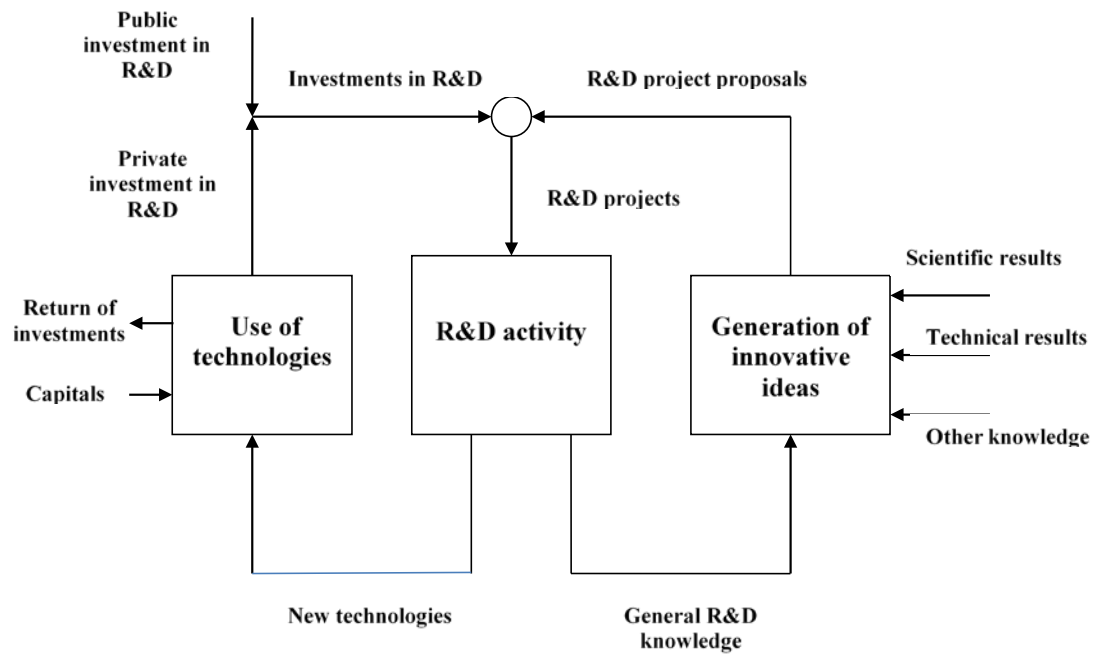 Public
investment in
R&D
Investments in R&D
R&D project proposals
Private
investment in
R&D
R&D projects
Scientific results
Return of
investments
Use of
technologies
R&D activity
Generation of
innovative
ideas
Technical results
Capitals
Other knowledge
New technologies
General R&D
knowledge